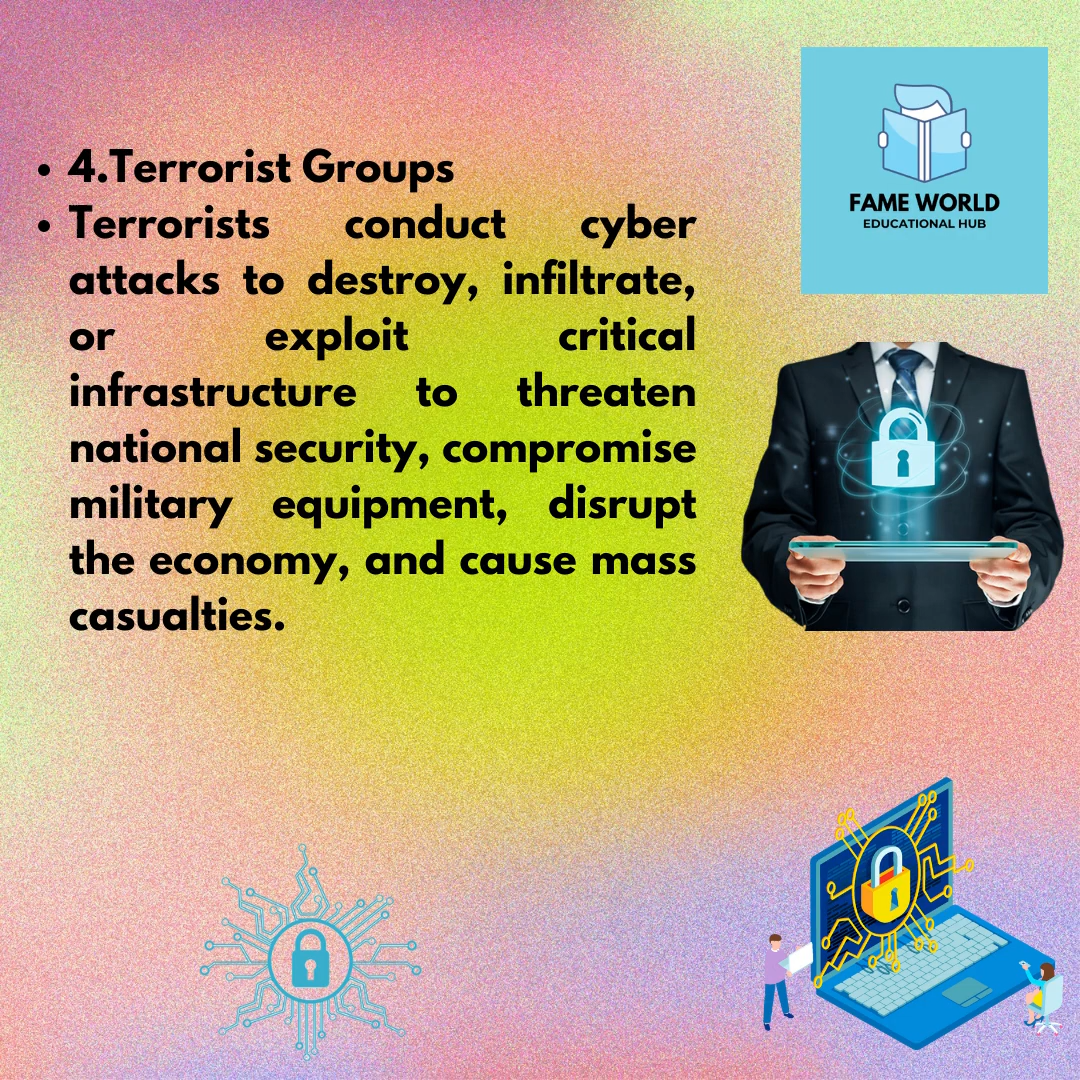 • 4.Terrorist Groups
• Terrorists conduct cyber
attacks to destroy, infiltrate,
or exploit critical
infrastructure to threaten
national security, compromise
military equipment, disrupt
the economy, and cause mass
casualties.
FAME WORLD
EDUCATIONAL HUB